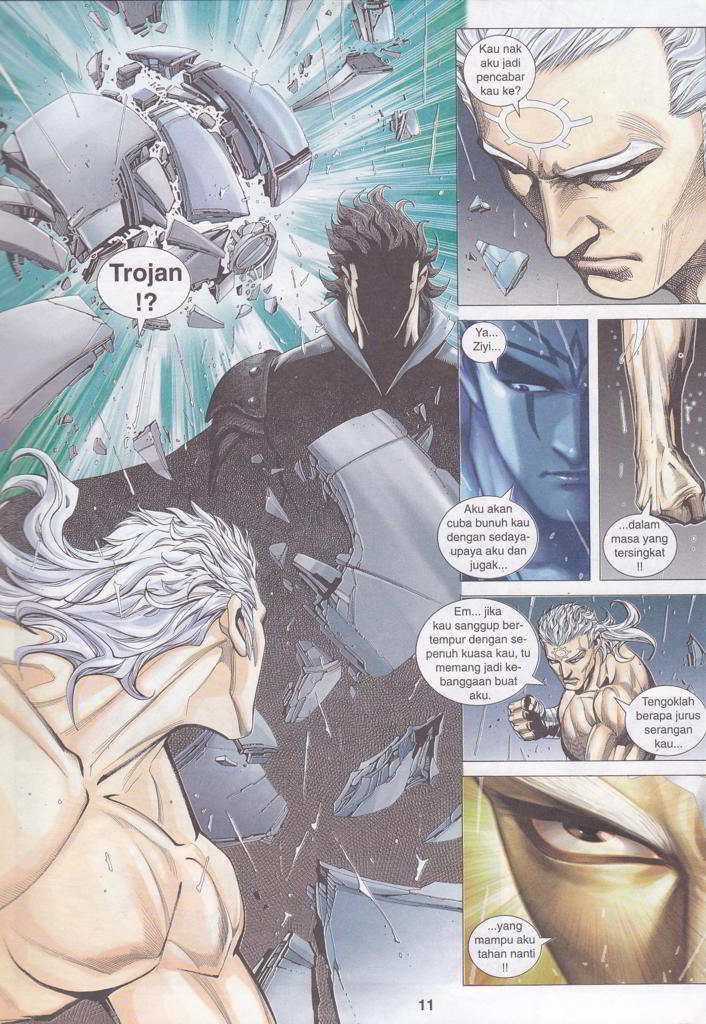 Trojan
!?
Kau nak
aku jadi
pencabar
kau ke?
Ya...
Ziyi...
Aku akan
cuba bunuh kau
dengan sedaya-
upaya aku dan
jugak...
...dalam
masa yang
tersingkat
!!
Em... jika
kau sanggup ber-
tempur dengan se-
penuh kuasa kau, tu
memang jadi ke-
banggaan buat
aku.
Tengoklah
berapa jurus
serangan
kau...
...yang
mampu aku
tahan nanti
!!
11